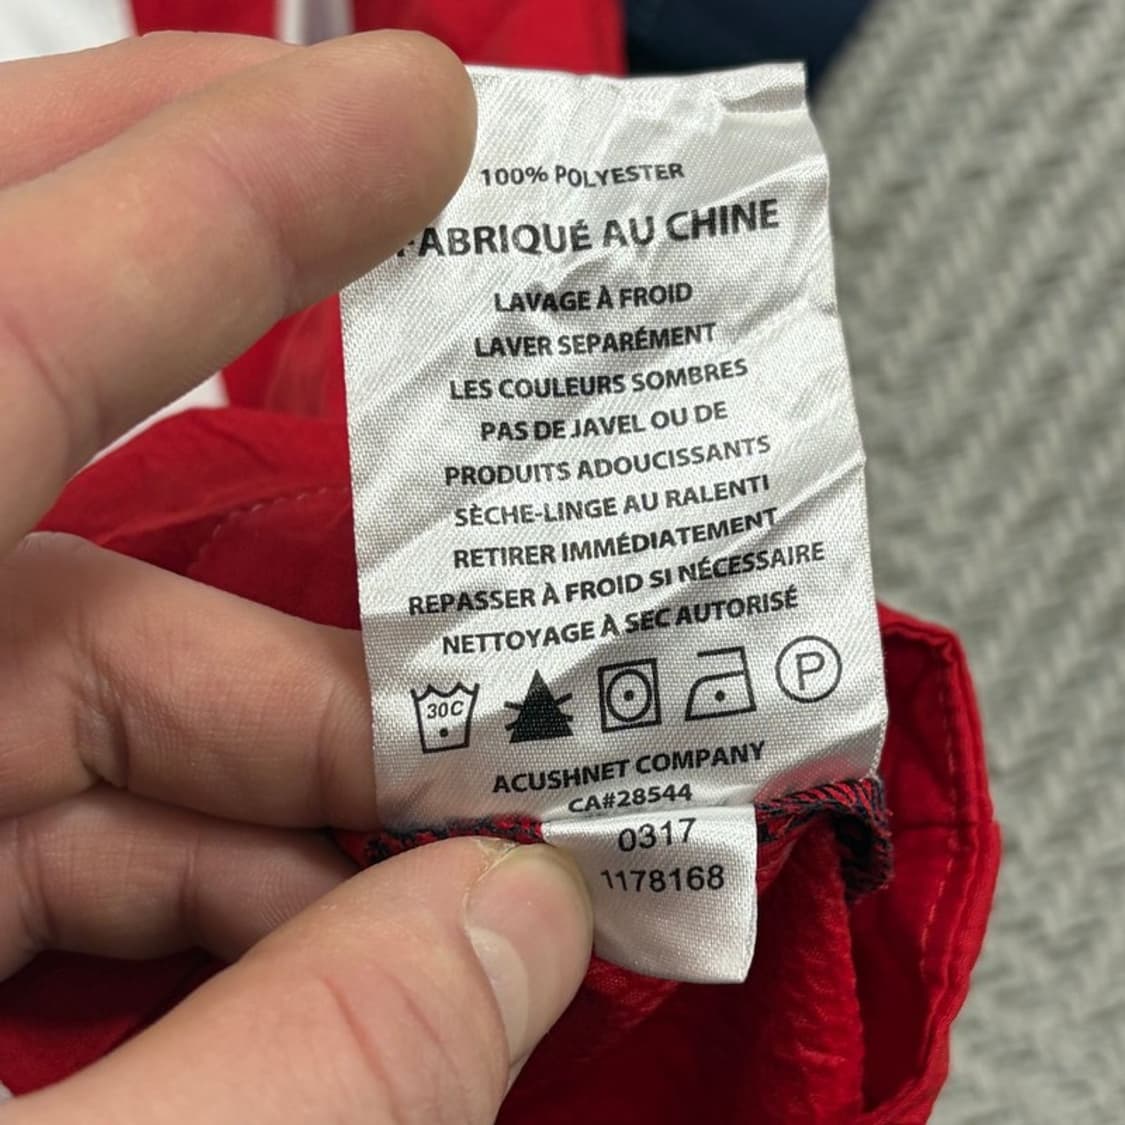 100% POLYESTER
FABRIQUÉ AU CHINE
LAVAGE À FROID
LAVER SEPARÉMENT
LES COULEURS SOMBRES
PAS DE JAVEL OU DE
PRODUITS ADOUCISSANTS
SÈCHE-LINGE AU RALENTI
RETIRER IMMÉDIATEMENT
REPASSER À FROID SI NÉCESSAIRE
NETTOYAGE À SEC AUTORISÉ
30C P
ACUSHNET COMPANY
CA#28544
0317
1178168